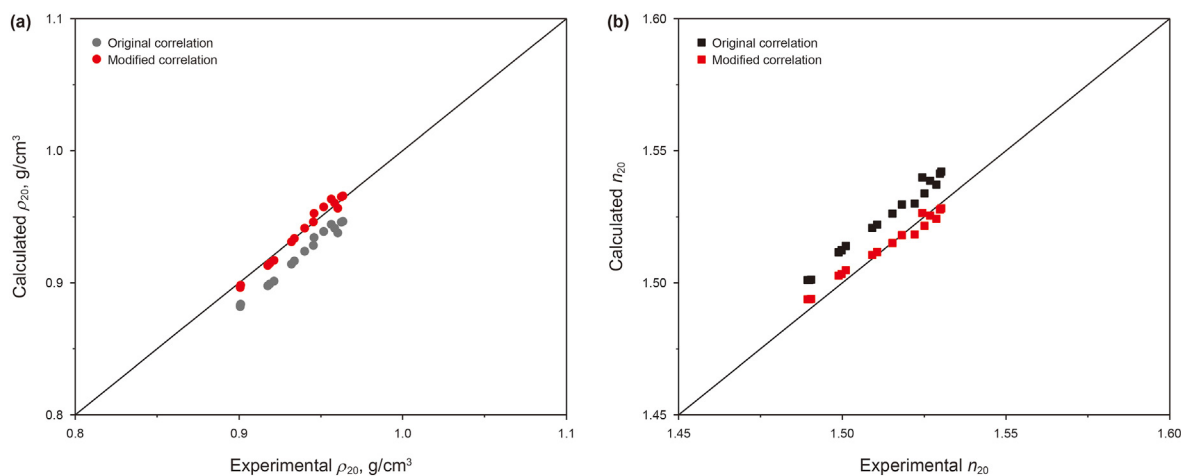 (a)
1.1
Original correlation
Modified correlation
1.0
0.9
0.8
Calculated ρ20, g/cm³
0.8
0.9
1.0
1.1
Experimental ρ20, g/cm³
(b)
1.60
Original correlation
Modified correlation
1.55
1.50
1.45
Calculated n20
1.45
1.50
1.55
1.60
Experimental n20